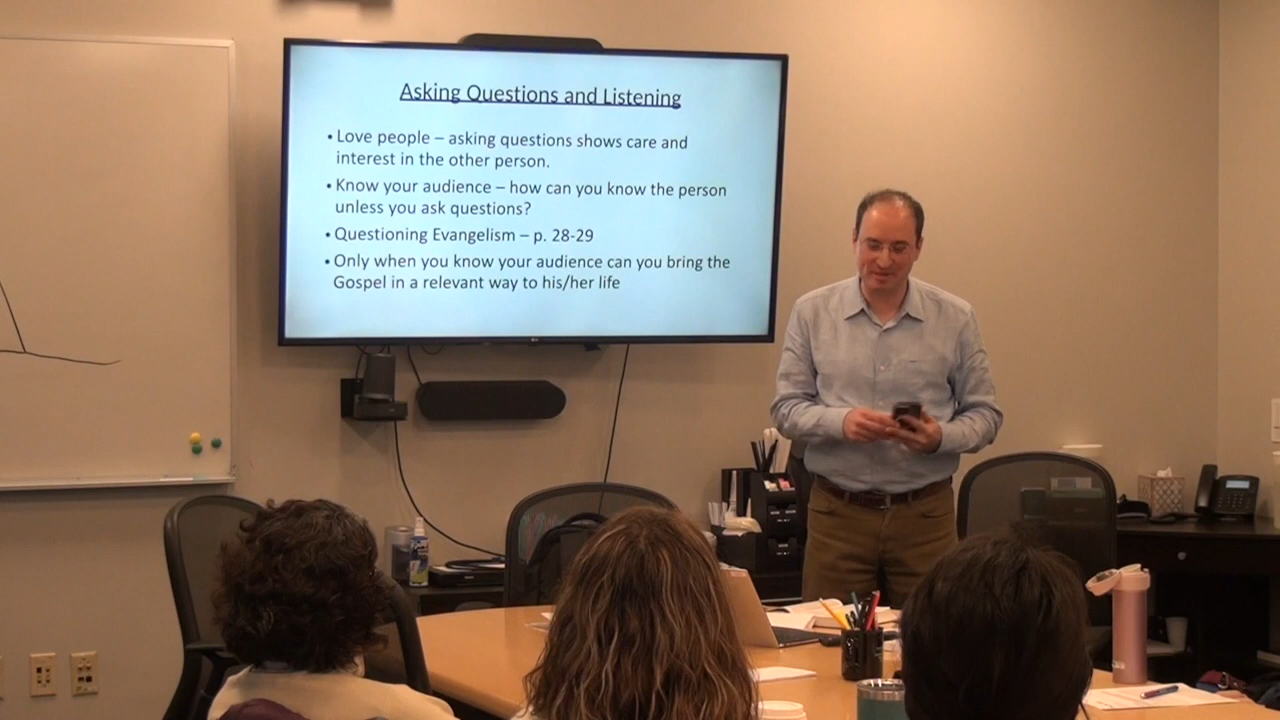 Asking Questions and Listening
• Love people – asking questions shows care and
interest in the other person.
• Know your audience – how can you know the person
unless you ask questions?
• Questioning Evangelism – p. 28-29
• Only when you know your audience can you bring the
Gospel in a relevant way to his/her life